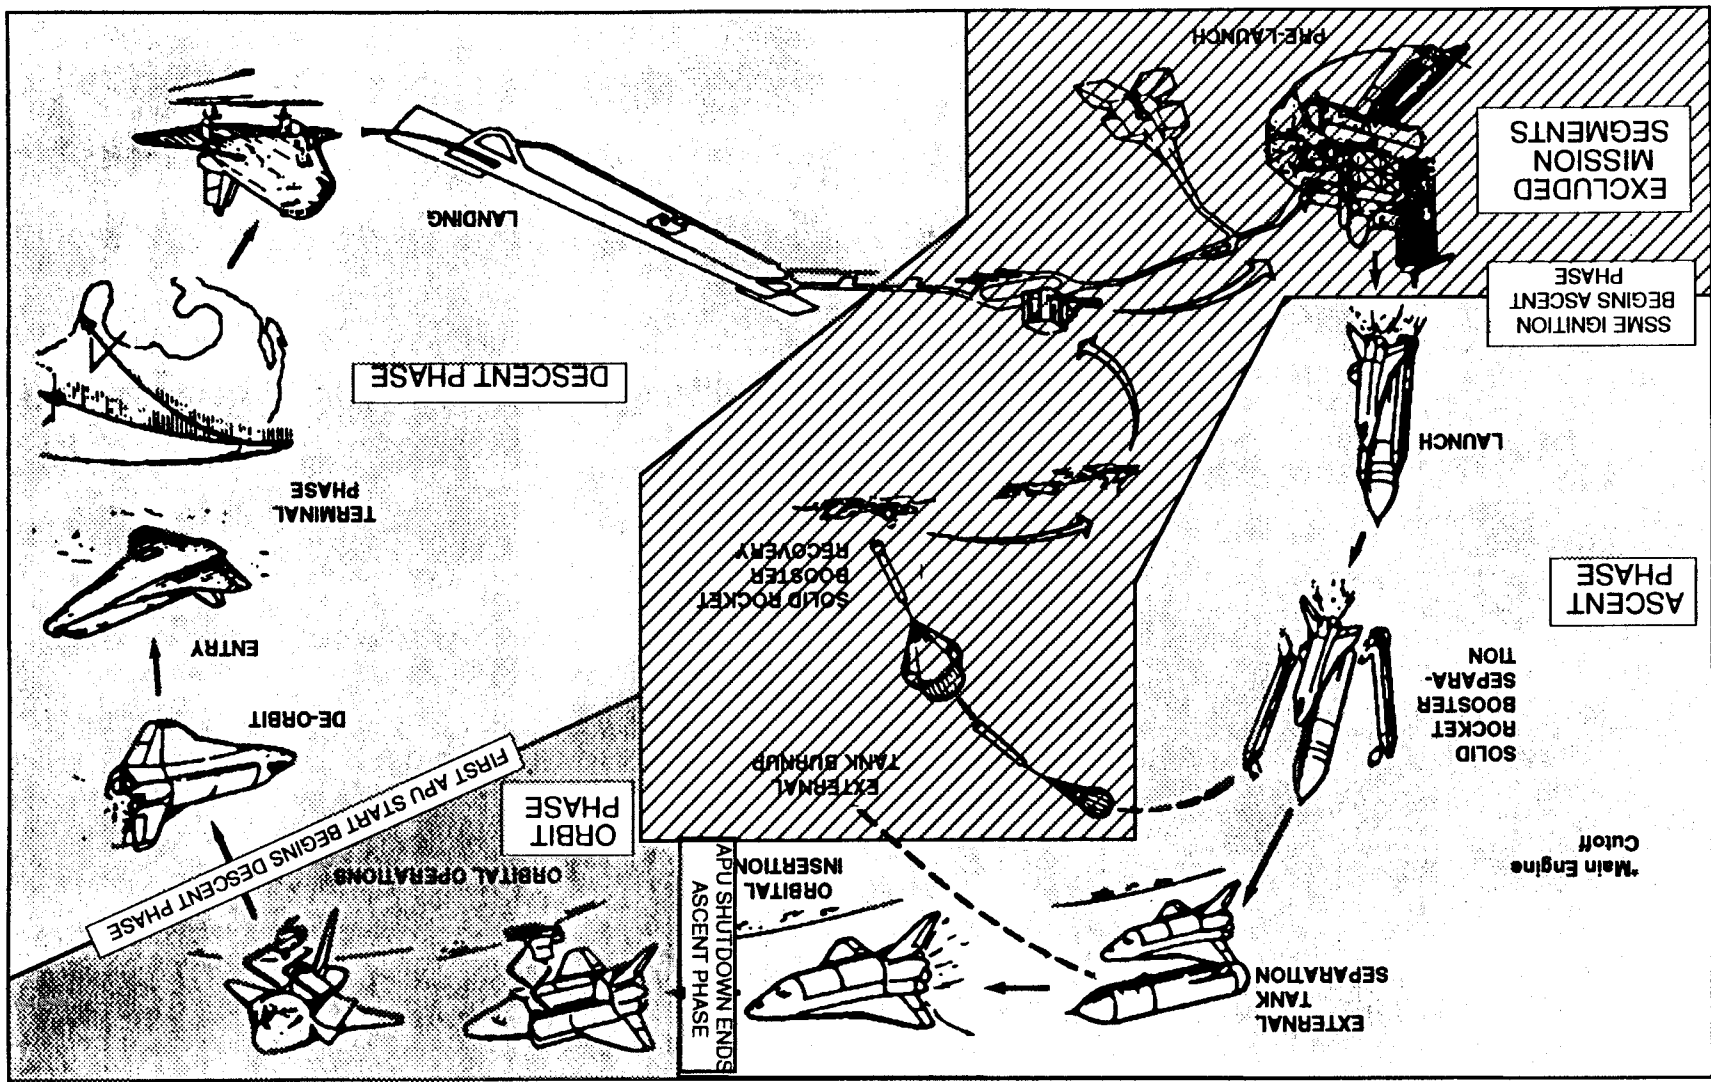 *Main Engine
Cutoff
EXTERNAL
TANK
SEPARATION
ORBITAL
INSERTION
APU SHUTDOWN ENDS
ASCENT PHASE
ORBITAL OPERATIONS
ORBIT
PHASE
FIRST APU START BEGINS DESCENT PHASE
SOLID
ROCKET
BOOSTER
SEPARA-
TION
EXTERNAL
TANK BURNUP
DE-ORBIT
ENTRY
ASCENT
PHASE
SOLID ROCKET
BOOSTER
RECOVERY
TERMINAL
PHASE
LAUNCH
DESCENT PHASE
SSME IGNITION
BEGINS ASCENT
PHASE
LANDING
EXCLUDED
MISSION
SEGMENTS
PRE-LAUNCH